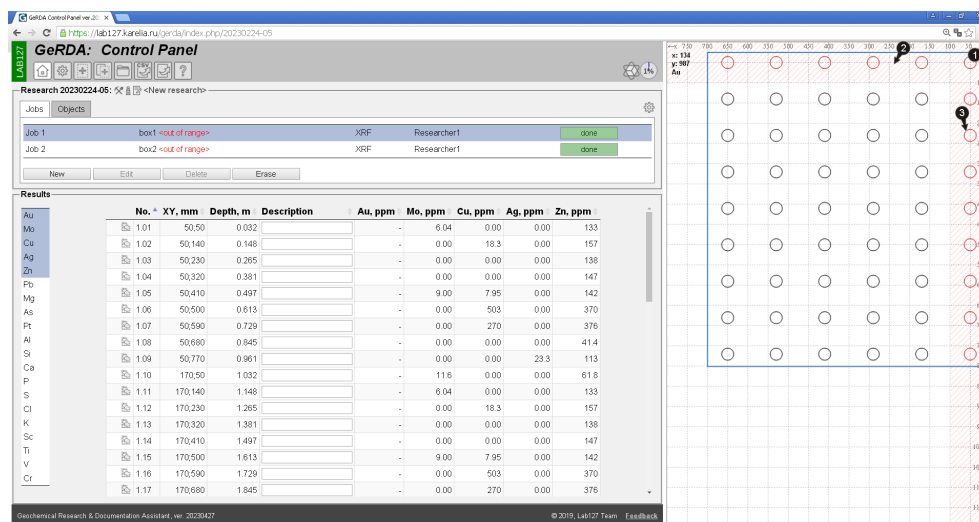 GeRDA Control Panel ver.20
https://lab127.karelia.ru/gerda/index.php/20230224-05
LAB127
GeRDA: Control Panel
CSV
?
1%
Research 20230224-05: <New research>
Jobs Objects
Job 1 box1 <out of range> XRF Researcher1 done
Job 2 box2 <out of range> XRF Researcher1 done
New Edit Delete Erase
Results
Au
Mo
Cu
Ag
Zn
Pb
Mg
As
Pt
Al
Si
Ca
P
S
Cl
K
Sc
Ti
V
Cr
No. XY, mm Depth, m Description Au, ppm Mo, ppm Cu, ppm Ag, ppm Zn, ppm
1.01 50;50 0.032 - 6.04 0.00 0.00 133
1.02 50;140 0.148 - 0.00 18.3 0.00 157
1.03 50;230 0.265 - 0.00 0.00 0.00 138
1.04 50;320 0.381 - 0.00 0.00 0.00 147
1.05 50;410 0.497 - 9.00 7.95 0.00 142
1.06 50;500 0.613 - 0.00 503 0.00 370
1.07 50;590 0.729 - 0.00 270 0.00 376
1.08 50;680 0.845 - 0.00 0.00 0.00 41.4
1.09 50;770 0.961 - 0.00 0.00 23.3 113
1.10 170;50 1.032 - 11.6 0.00 0.00 61.8
1.11 170;140 1.148 - 6.04 0.00 0.00 133
1.12 170;230 1.265 - 0.00 18.3 0.00 157
1.13 170;320 1.381 - 0.00 0.00 0.00 138
1.14 170;410 1.497 - 0.00 0.00 0.00 147
1.15 170;500 1.613 - 9.00 7.95 0.00 142
1.16 170;590 1.729 - 0.00 503 0.00 370
1.17 170;680 1.845 - 0.00 270 0.00 376
Geochemical Research & Documentation Assistant, ver. 20230427 © 2019, Lab127 Team Feedback
750 700 650 600 550 500 450 400 350 300 250 200 150 100 50
x: 134
y: 987
Au
2
1
3